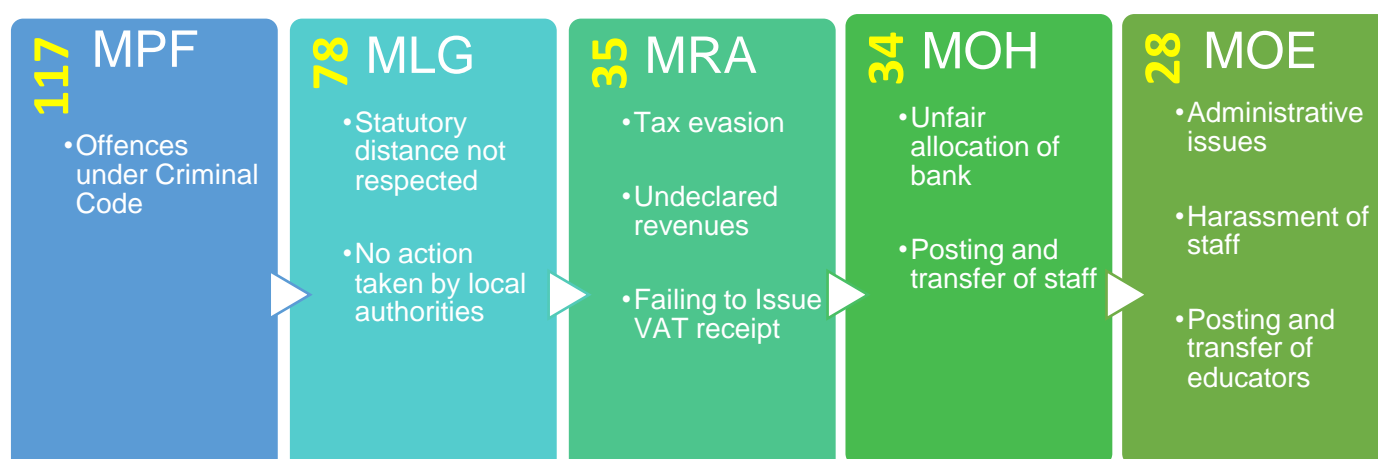 117
MPF
•Offences
under Criminal
Code
78
MLG
•Statutory
distance not
respected
•No action
taken by local
authorities
35
MRA
•Tax evasion
•Undeclared
revenues
•Failing to Issue
VAT receipt
34
MOH
•Unfair
allocation of
bank
•Posting and
transfer of staff
28
MOE
•Administrative
issues
•Harassment of
staff
•Posting and
transfer of
educators